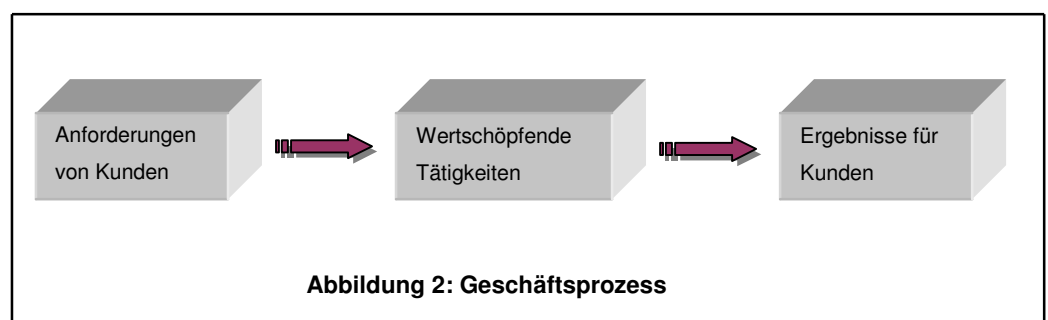 Anforderungen
von Kunden
Wertschöpfende
Tätigkeiten
Ergebnisse für
Kunden
Abbildung 2: Geschäftsprozess